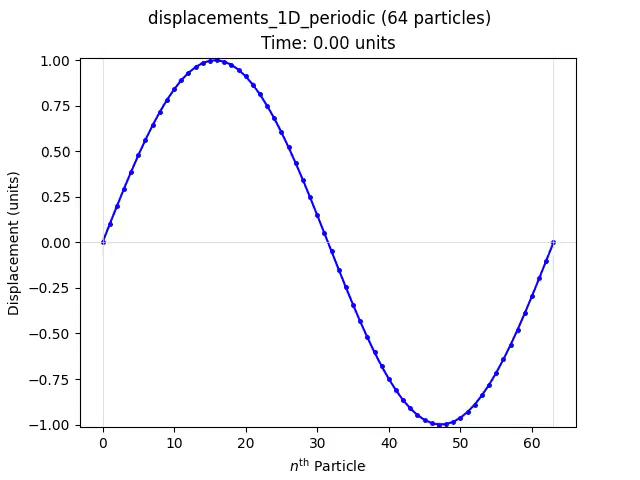 displacements_1D_periodic (64 particles)
Time: 0.00 units
1.00
0.75
0.50
0.25
0.00
−0.25
−0.50
−0.75
−1.00
Displacement (units)
0 10 20 30 40 50 60
nth Particle